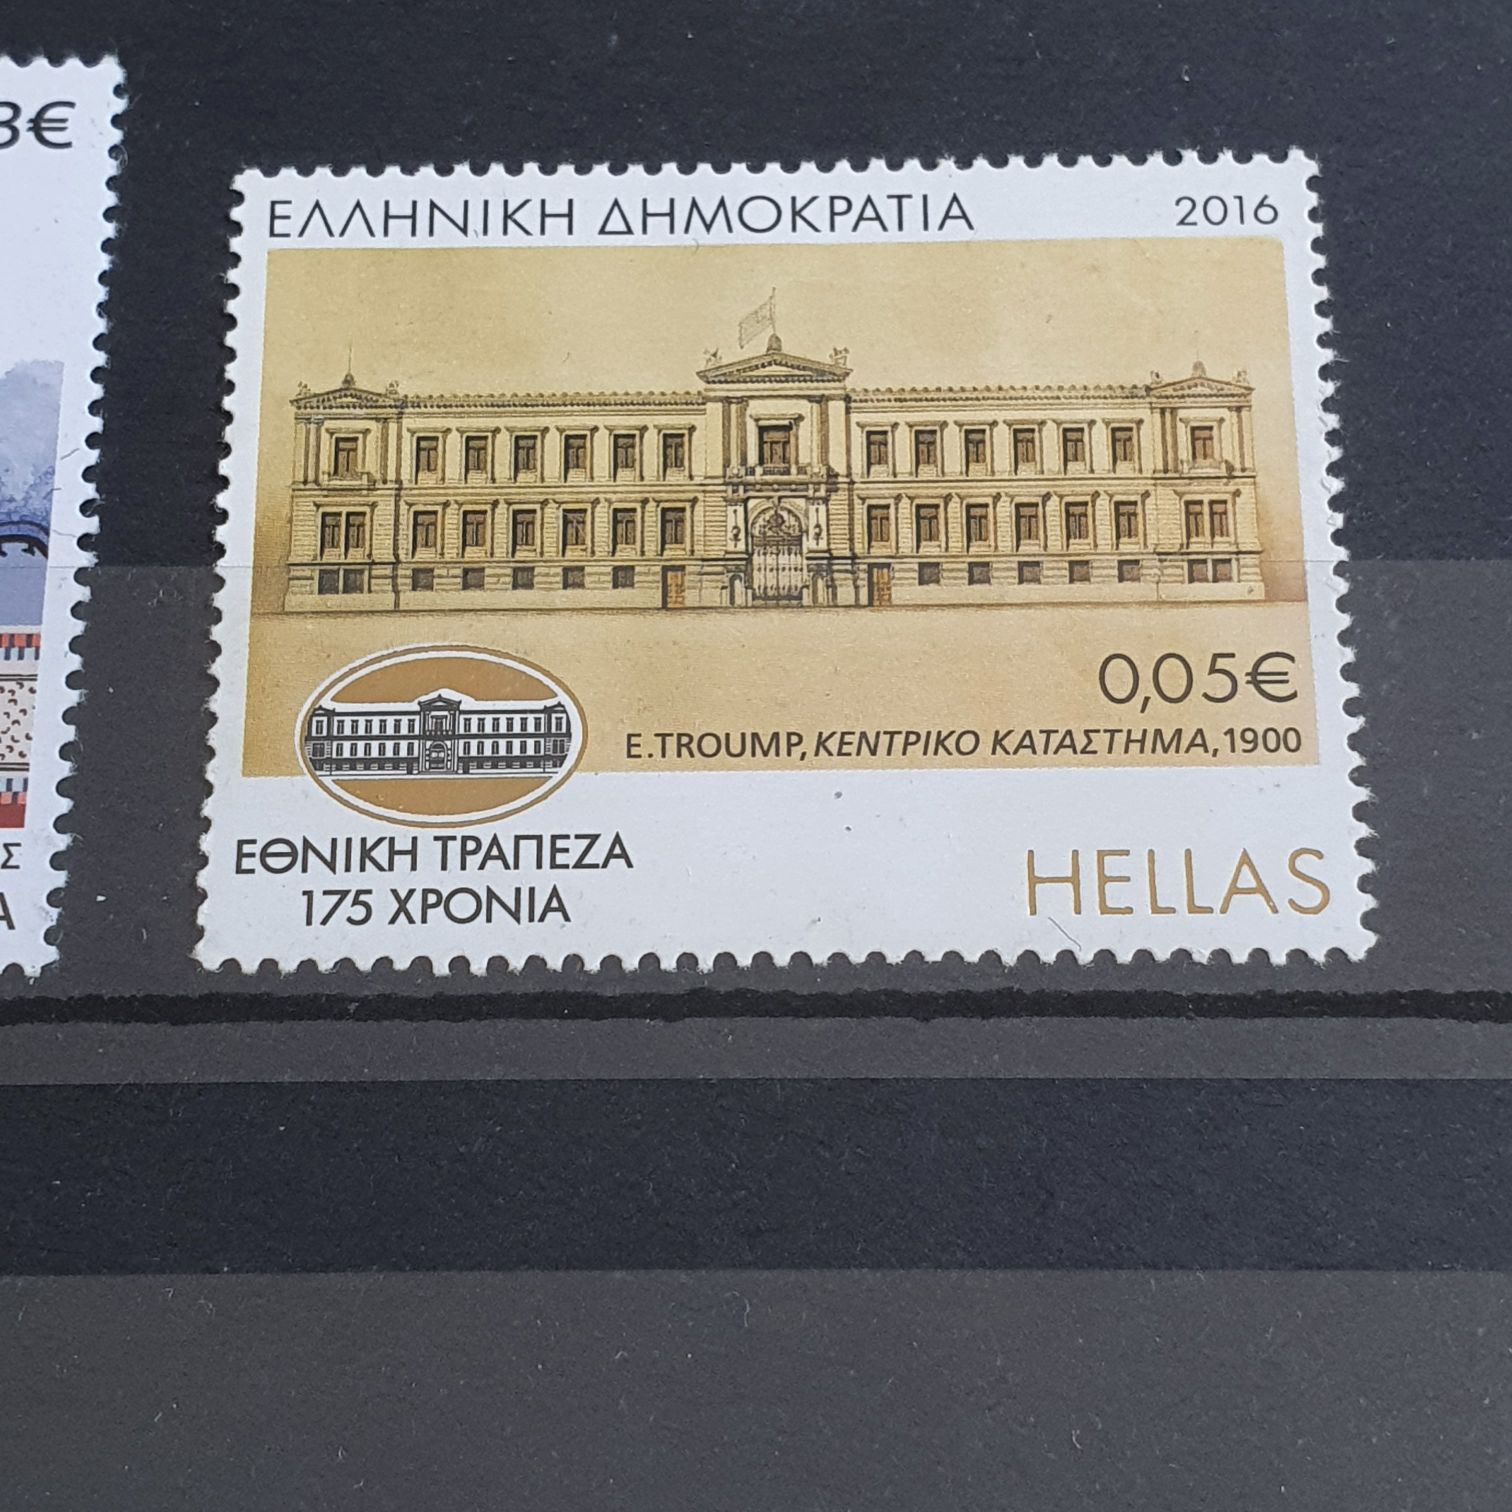 3€
Σ
Α
ΕΛΛΗΝΙΚΗ ΔΗΜΟΚΡΑΤΙΑ 2016
0,05€
E.TROUMP, ΚΕΝΤΡΙΚΟ ΚΑΤΑΣΤΗΜΑ, 1900
ΕΘΝΙΚΗ ΤΡΑΠΕΖΑ
175 ΧΡΟΝΙΑ
HELLAS